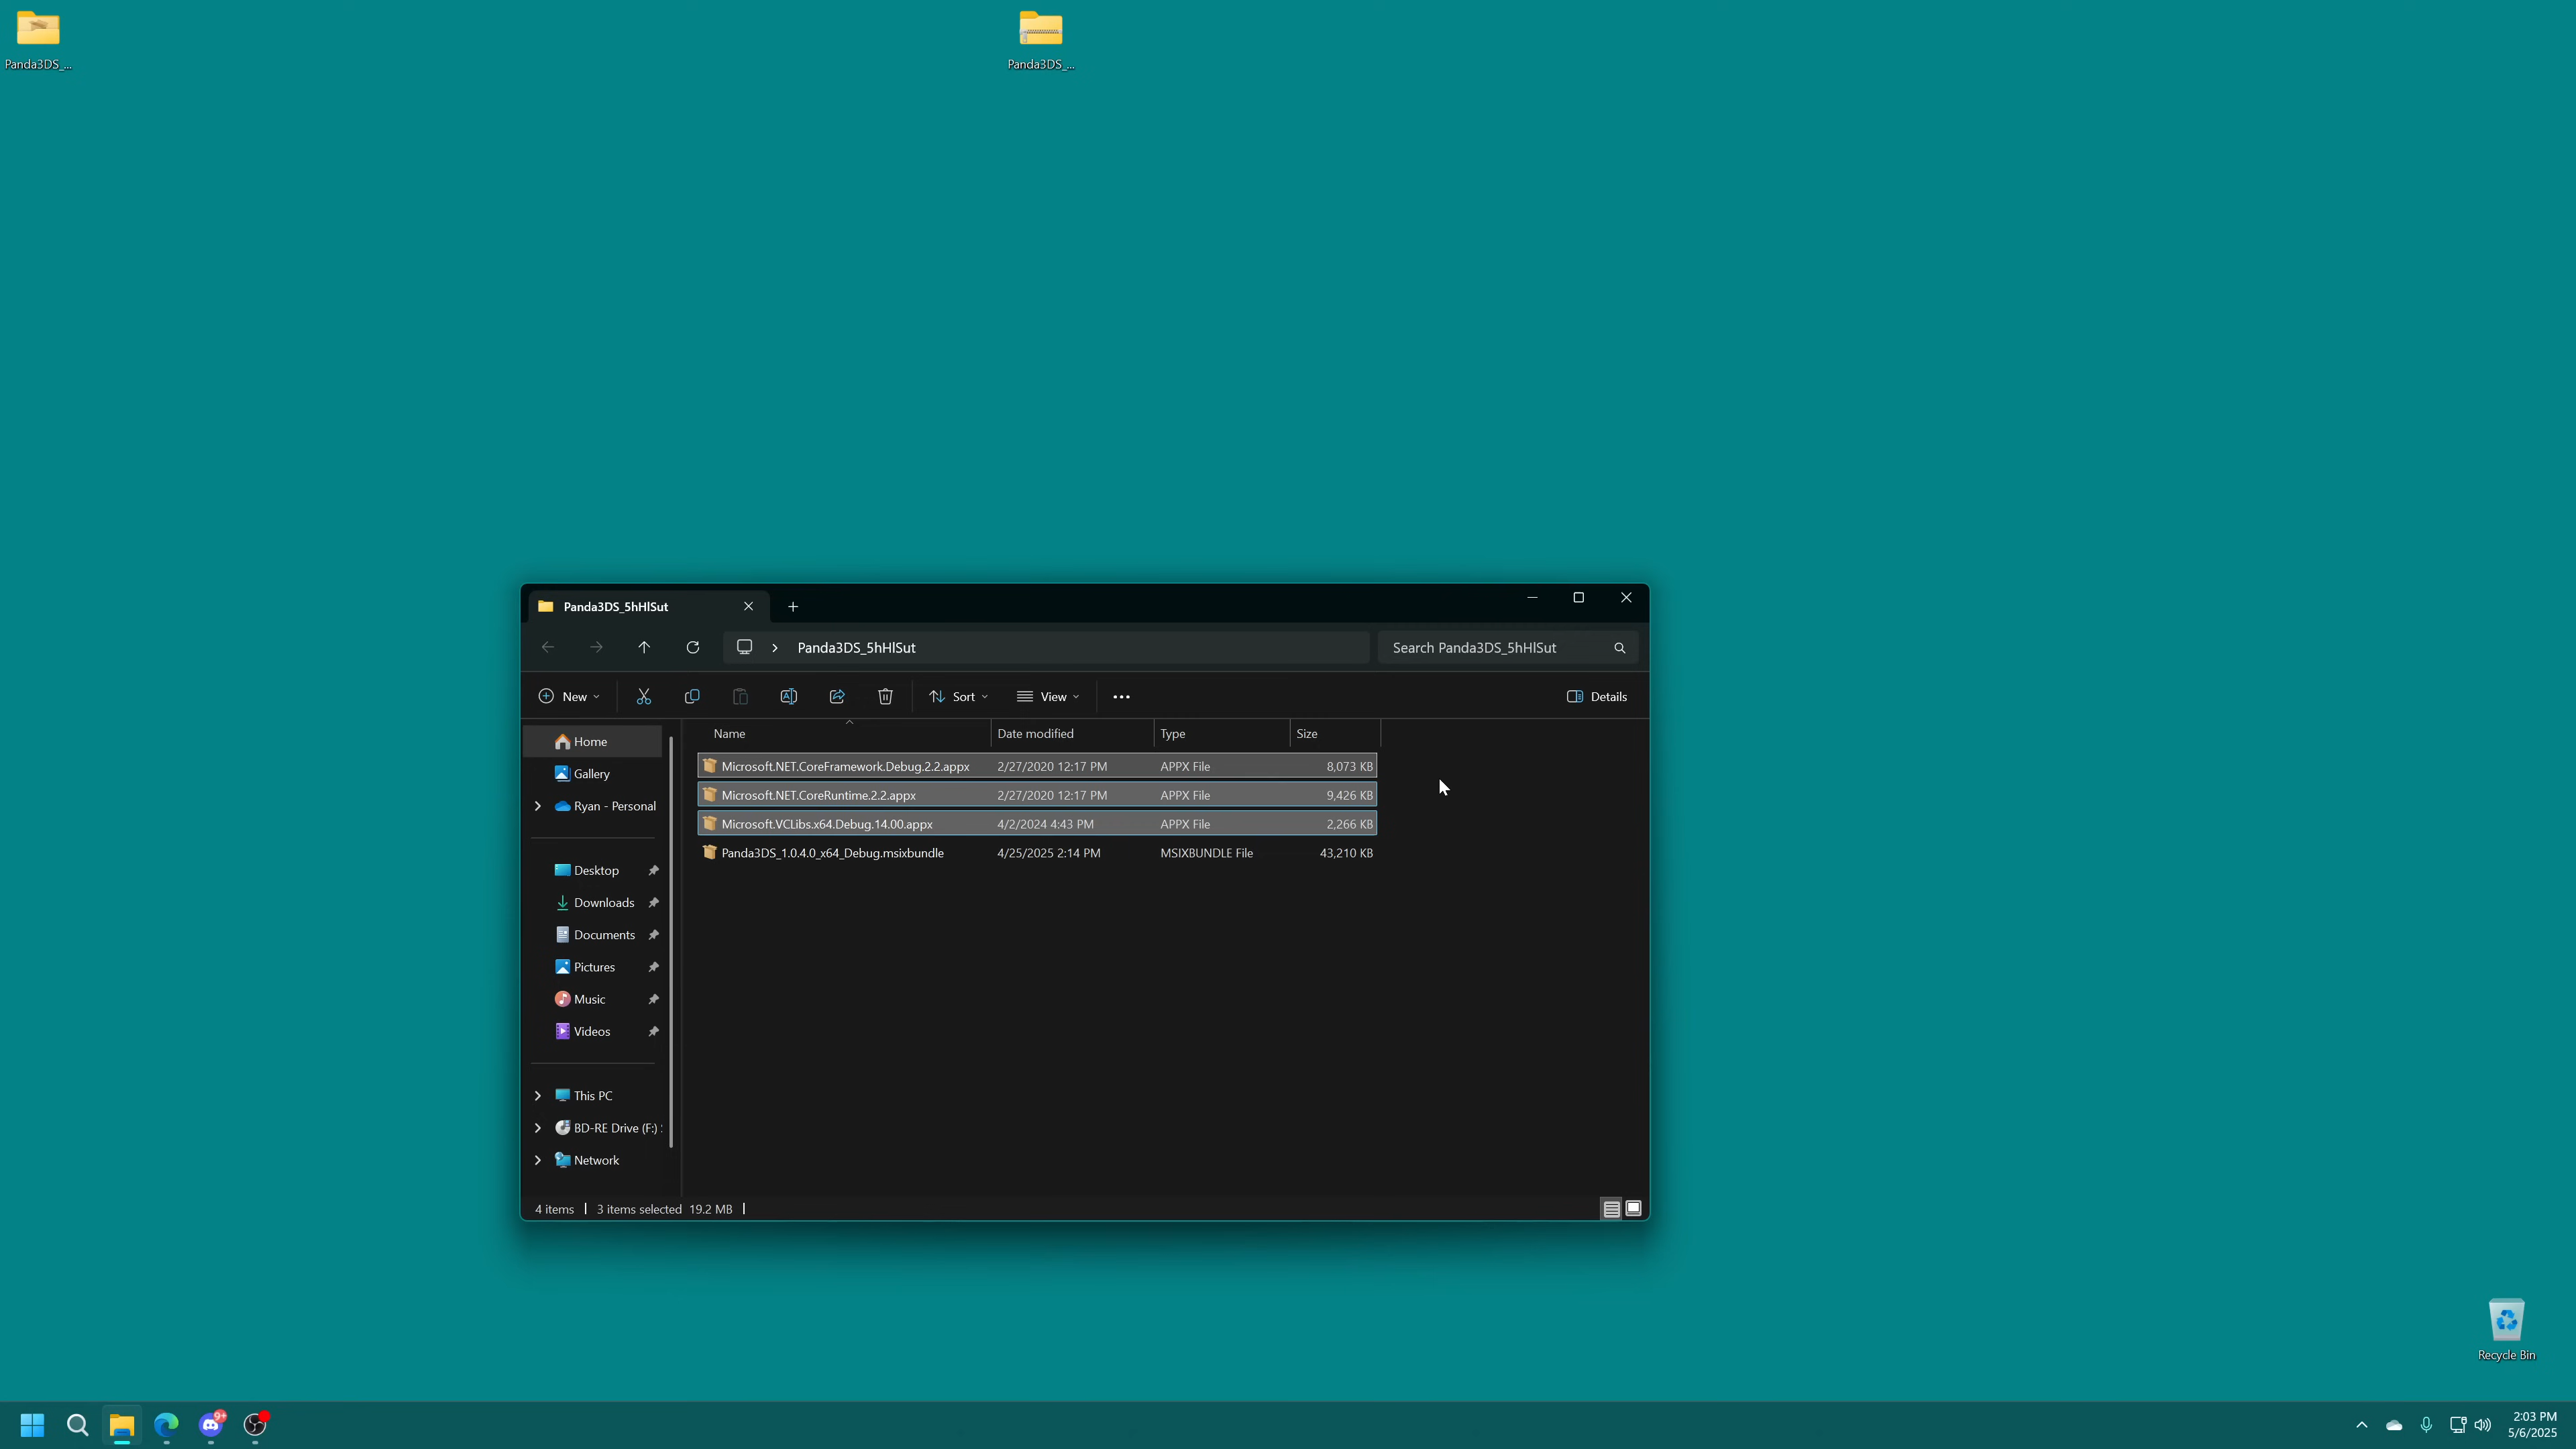 Panda3DS_...
Panda3DS_...
Panda3DS_5hHlSut
Panda3DS_5hHlSut
Search Panda3DS_5hHlSut
New
Sort
View
Details
Name
Date modified
Type
Size
Home
Gallery
Ryan - Personal
Desktop
Downloads
Documents
Pictures
Music
Videos
This PC
BD-RE Drive (F:)
Network
Microsoft.NET.CoreFramework.Debug.2.2.appx 2/27/2020 12:17 PM APPX File 8,073 KB
Microsoft.NET.CoreRuntime.2.2.appx 2/27/2020 12:17 PM APPX File 9,426 KB
Microsoft.VCLibs.x64.Debug.14.00.appx 4/2/2024 4:43 PM APPX File 2,266 KB
Panda3DS_1.0.4.0_x64_Debug.msixbundle 4/25/2025 2:14 PM MSIXBUNDLE File 43,210 KB
4 items 3 items selected 19.2 MB
Recycle Bin
9+
2:03 PM
5/6/2025